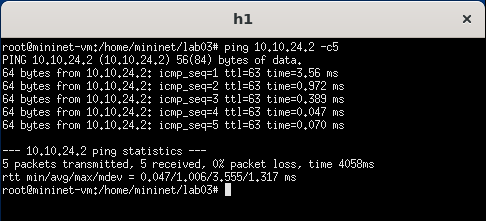 h1
root@mininet-vm:/home/mininet/lab03# ping 10.10.24.2 -c5
PING 10.10.24.2 (10.10.24.2) 56(84) bytes of data.
64 bytes from 10.10.24.2: icmp_seq=1 ttl=63 time=3.56 ms
64 bytes from 10.10.24.2: icmp_seq=2 ttl=63 time=0.972 ms
64 bytes from 10.10.24.2: icmp_seq=3 ttl=63 time=0.389 ms
64 bytes from 10.10.24.2: icmp_seq=4 ttl=63 time=0.047 ms
64 bytes from 10.10.24.2: icmp_seq=5 ttl=63 time=0.070 ms
--- 10.10.24.2 ping statistics ---
5 packets transmitted, 5 received, 0% packet loss, time 4058ms
rtt min/avg/max/mdev = 0.047/1.006/3.555/1.317 ms
root@mininet-vm:/home/mininet/lab03#